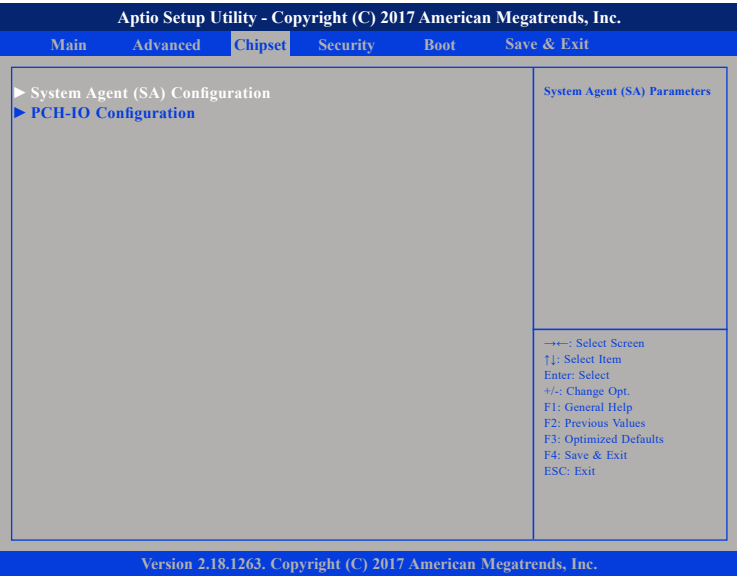 Aptio Setup Utility - Copyright (C) 2017 American Megatrends, Inc.
Main Advanced Chipset Security Boot Save & Exit
► System Agent (SA) Configuration
► PCH-IO Configuration
System Agent (SA) Parameters
→←: Select Screen
↑↓: Select Item
Enter: Select
+/-: Change Opt.
F1: General Help
F2: Previous Values
F3: Optimized Defaults
F4: Save & Exit
ESC: Exit
Version 2.18.1263. Copyright (C) 2017 American Megatrends, Inc.